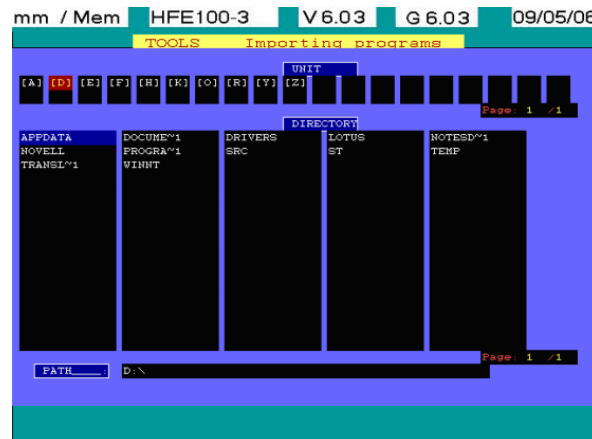 mm / Mem HFE100-3 V 6.03 G 6.03 09/05/06
TOOLS Importing programs
UNIT
[A] [D] [E] [F] [H] [K] [O] [R] [Y] [Z]
Page: 1 /1
DIRECTORY
APPDATA DOCUME~1 DRIVERS LOTUS NOTESD~1
NOVELL PROGRA~1 SRC ST TEMP
TRANSL~1 WINNT
Page: 1 /1
PATH____: D:\